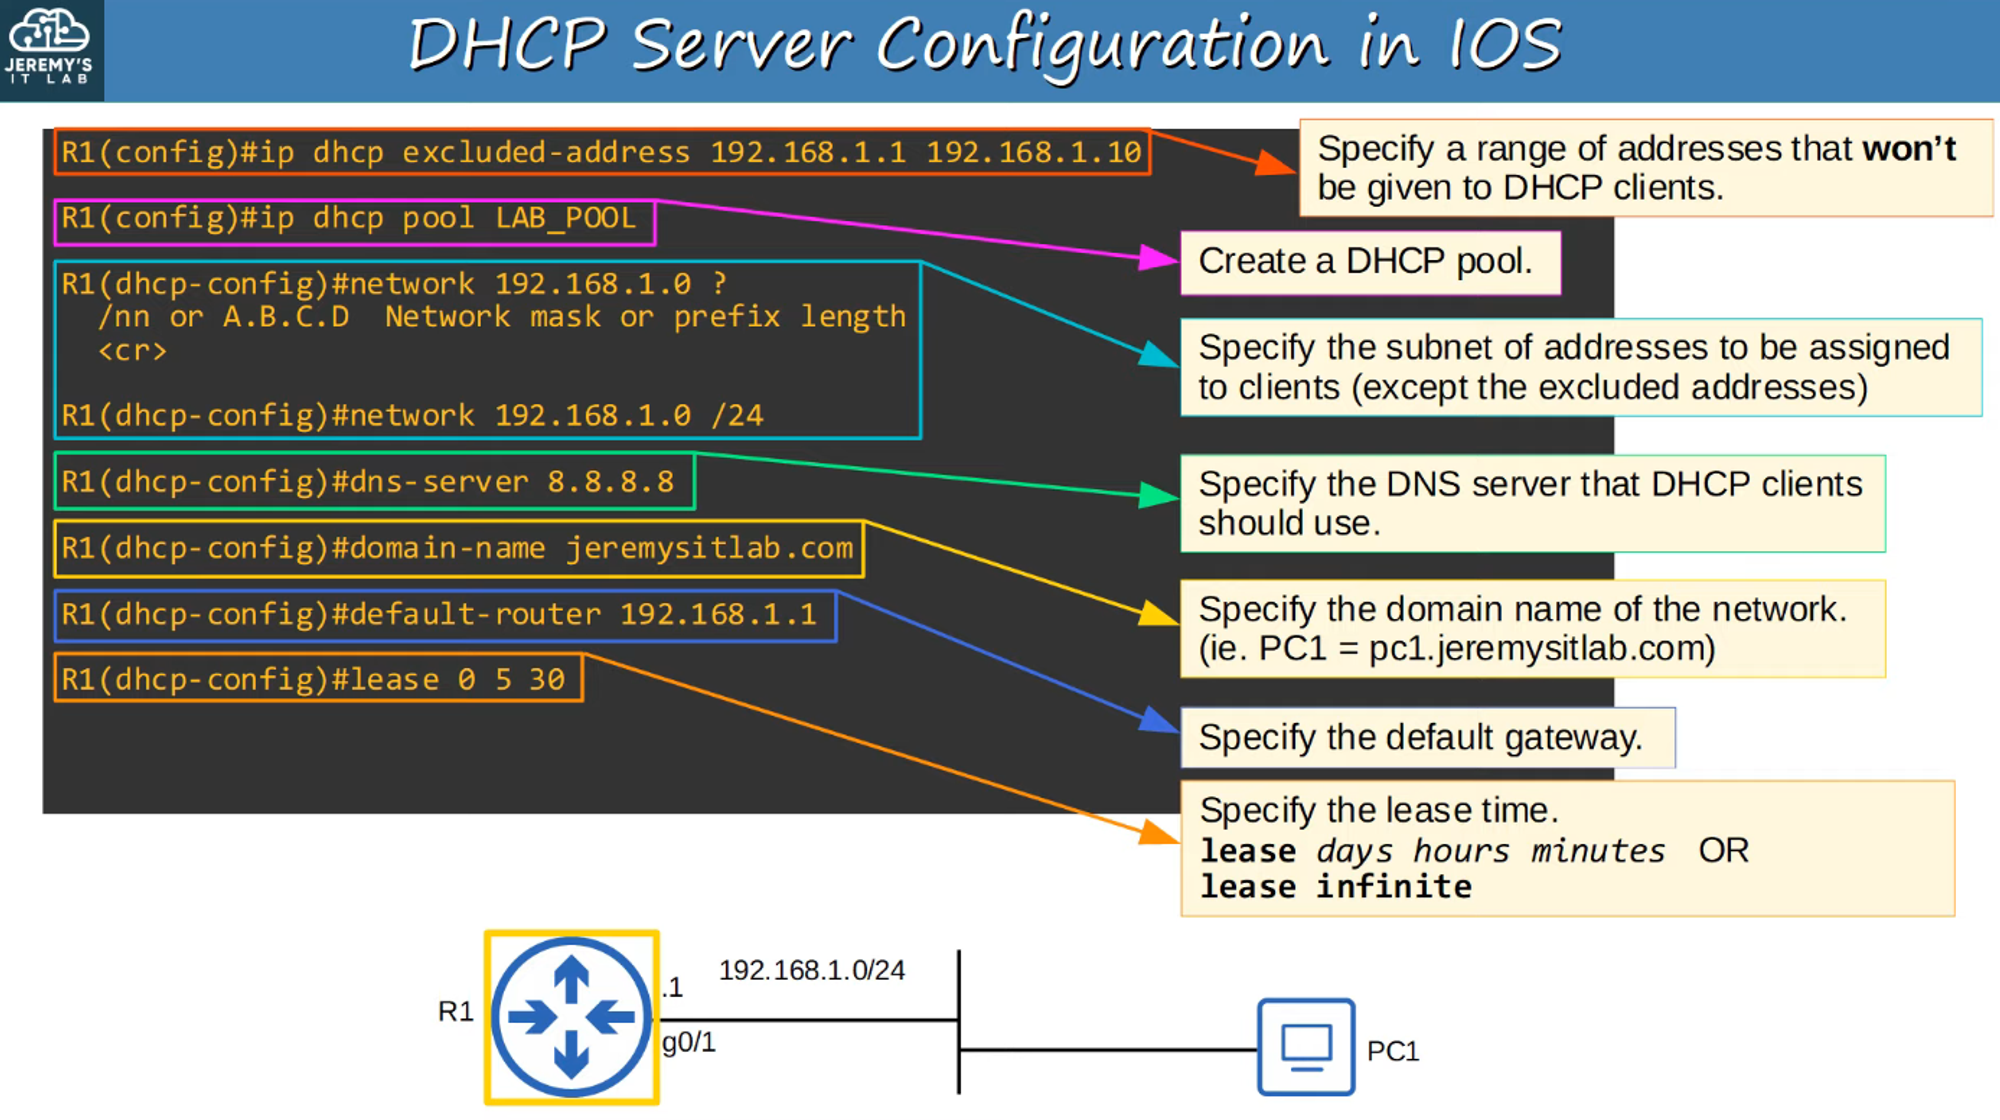 JEREMY'S
IT LAB
DHCP Server Configuration in IOS
R1(config)#ip dhcp excluded-address 192.168.1.1 192.168.1.10
Specify a range of addresses that won't
be given to DHCP clients.
R1(config)#ip dhcp pool LAB_POOL
Create a DHCP pool.
R1(dhcp-config)#network 192.168.1.0 ?
/nn or A.B.C.D  Network mask or prefix length
<cr>
R1(dhcp-config)#network 192.168.1.0 /24
Specify the subnet of addresses to be assigned
to clients (except the excluded addresses)
R1(dhcp-config)#dns-server 8.8.8.8
Specify the DNS server that DHCP clients
should use.
R1(dhcp-config)#domain-name jeremysitlab.com
Specify the domain name of the network.
(ie. PC1 = pc1.jeremysitlab.com)
R1(dhcp-config)#default-router 192.168.1.1
Specify the default gateway.
R1(dhcp-config)#lease 0 5 30
Specify the lease time.
lease days hours minutes OR
lease infinite
R1
.1
192.168.1.0/24
g0/1
PC1